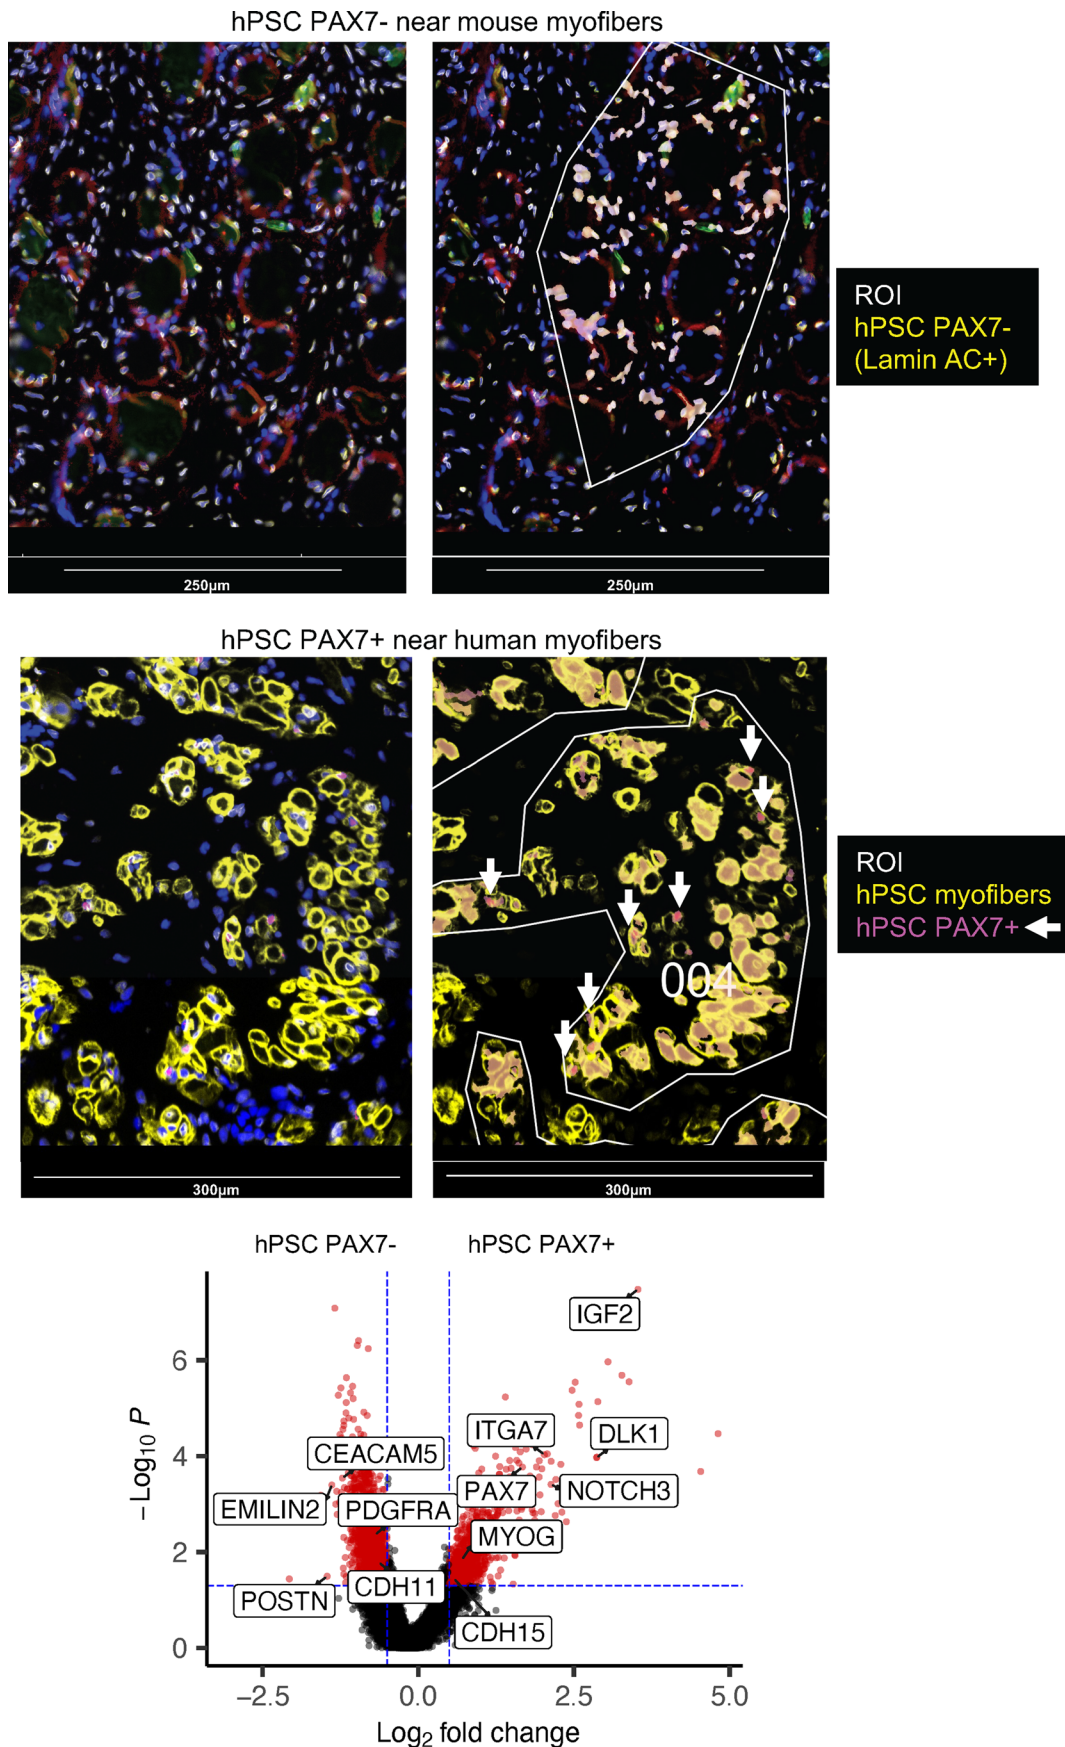 hPSC PAX7- near mouse myofibers
250µm
250µm
ROI
hPSC PAX7-
(Lamin AC+)
hPSC PAX7+ near human myofibers
004
300µm
300µm
ROI
hPSC myofibers
hPSC PAX7+
hPSC PAX7-
hPSC PAX7+
IGF2
ITGA7
DLK1
CEACAM5
PAX7
NOTCH3
EMILIN2
PDGFRA
MYOG
CDH11
POSTN
CDH15
6
4
2
0
−Log10 P
−2.5
0.0
2.5
5.0
Log2 fold change